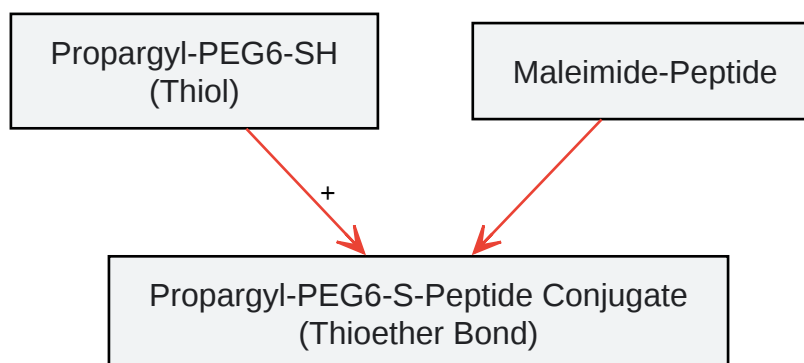 Propargyl-PEG6-SH
(Thiol)
Maleimide-Peptide
+
Propargyl-PEG6-S-Peptide Conjugate
(Thioether Bond)